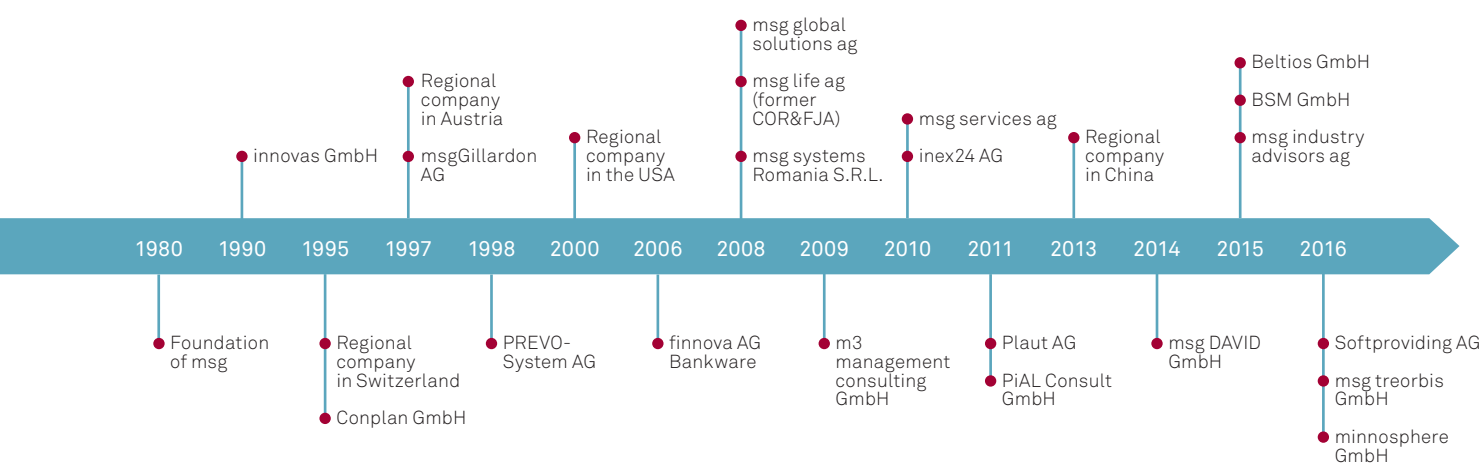 msg global
solutions ag
msg life ag
(former
COR&FJA)
msg systems
Romania S.R.L.
Beltios GmbH
BSM GmbH
msg industry
advisors ag
Regional
company
in Austria
msgGillardon
AG
innovas GmbH
Regional
company
in the USA
msg services ag
inex24 AG
Regional
company
in China
1980 1990 1995 1997 1998 2000 2006 2008 2009 2010 2011 2013 2014 2015 2016
Foundation
of msg
Regional
company
in Switzerland
Conplan GmbH
PREVO-
System AG
finnova AG
Bankware
m3
management
consulting
GmbH
Plaut AG
PiAL Consult
GmbH
msg DAVID
GmbH
Softproviding AG
msg treorbis
GmbH
minnosphere
GmbH